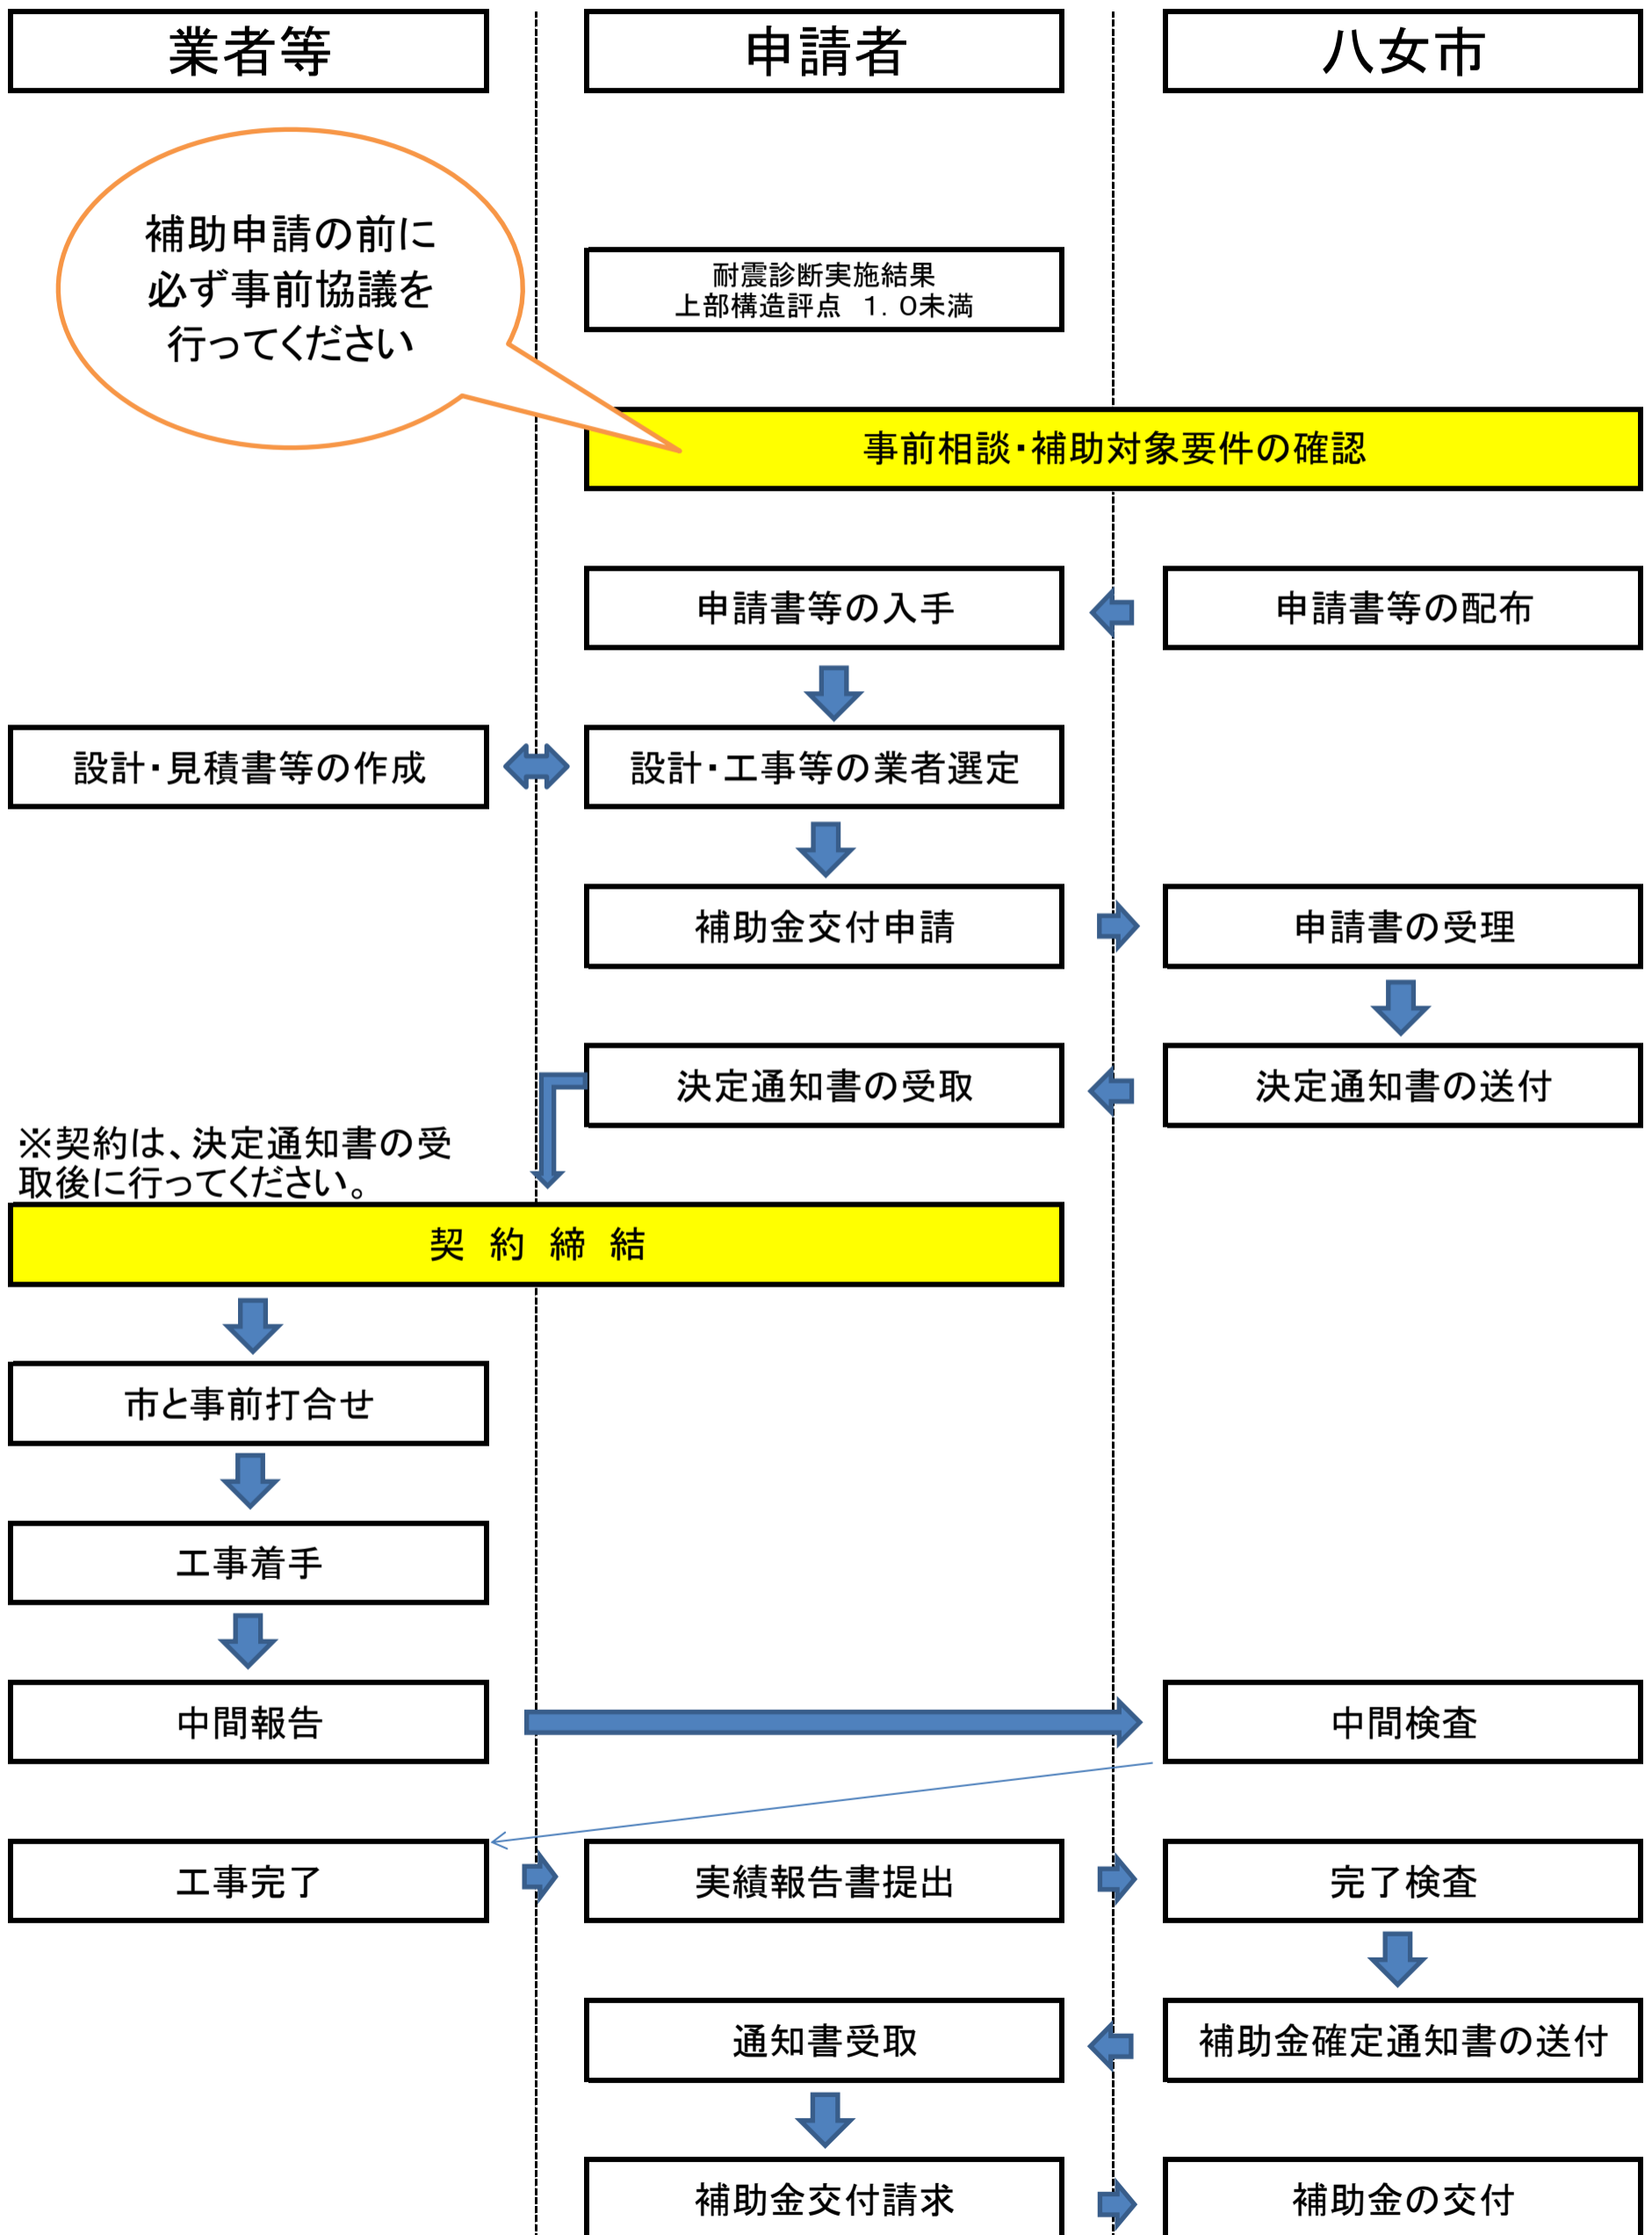 業者等
申請者
八女市
補助申請の前に
必ず事前協議を
行ってください
耐震診断実施結果
上部構造評点　１．０未満
事前相談・補助対象要件の確認
申請書等の入手
申請書等の配布
設計・見積書等の作成
設計・工事等の業者選定
補助金交付申請
申請書の受理
決定通知書の受取
決定通知書の送付
※契約は、決定通知書の受
取後に行ってください。
契　約　締　結
市と事前打合せ
工事着手
中間報告
中間検査
工事完了
実績報告書提出
完了検査
通知書受取
補助金確定通知書の送付
補助金交付請求
補助金の交付